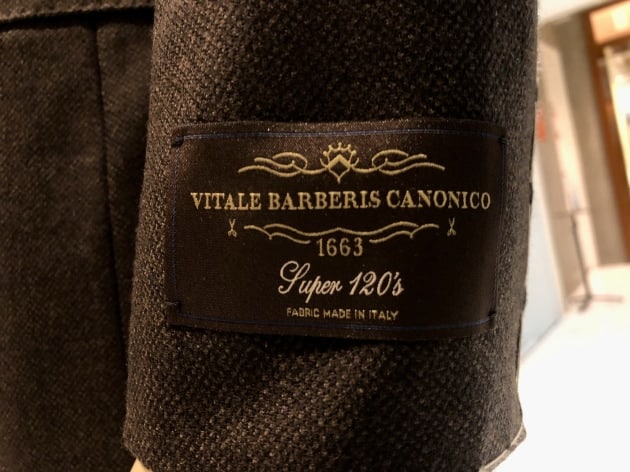 VITALE BARBERIS CANONICO
1663
Super 120's
FABRIC MADE IN ITALY